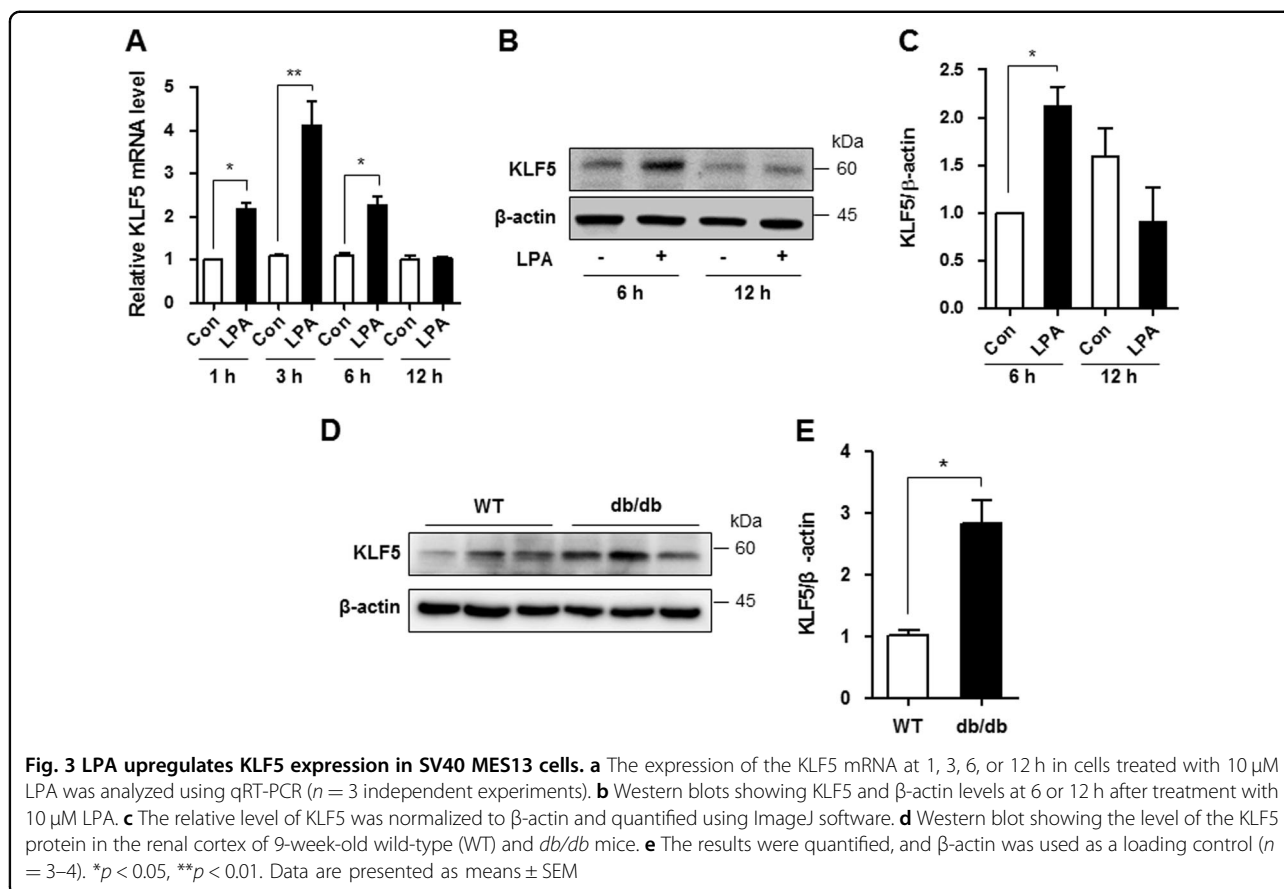 A
Relative KLF5 mRNA level
5
4
3
2
1
0
*
**
*
Con LPA Con LPA Con LPA Con LPA
1 h 3 h 6 h 12 h
B
kDa
KLF5 60
β-actin 45
LPA - + - +
6 h 12 h
C
KLF5/β-actin
2.5
2.0
1.5
1.0
0.5
0.0
*
Con LPA Con LPA
6 h 12 h
D
WT db/db
kDa
KLF5 60
β-actin 45
E
KLF5/β -actin
4
3
2
1
0
*
WT db/db
Fig. 3 LPA upregulates KLF5 expression in SV40 MES13 cells. a The expression of the KLF5 mRNA at 1, 3, 6, or 12 h in cells treated with 10 µM
LPA was analyzed using qRT-PCR (n = 3 independent experiments). b Western blots showing KLF5 and β-actin levels at 6 or 12 h after treatment with
10 µM LPA. c The relative level of KLF5 was normalized to β-actin and quantified using ImageJ software. d Western blot showing the level of the KLF5
protein in the renal cortex of 9-week-old wild-type (WT) and db/db mice. e The results were quantified, and β-actin was used as a loading control (n
= 3–4). *p < 0.05, **p < 0.01. Data are presented as means ± SEM